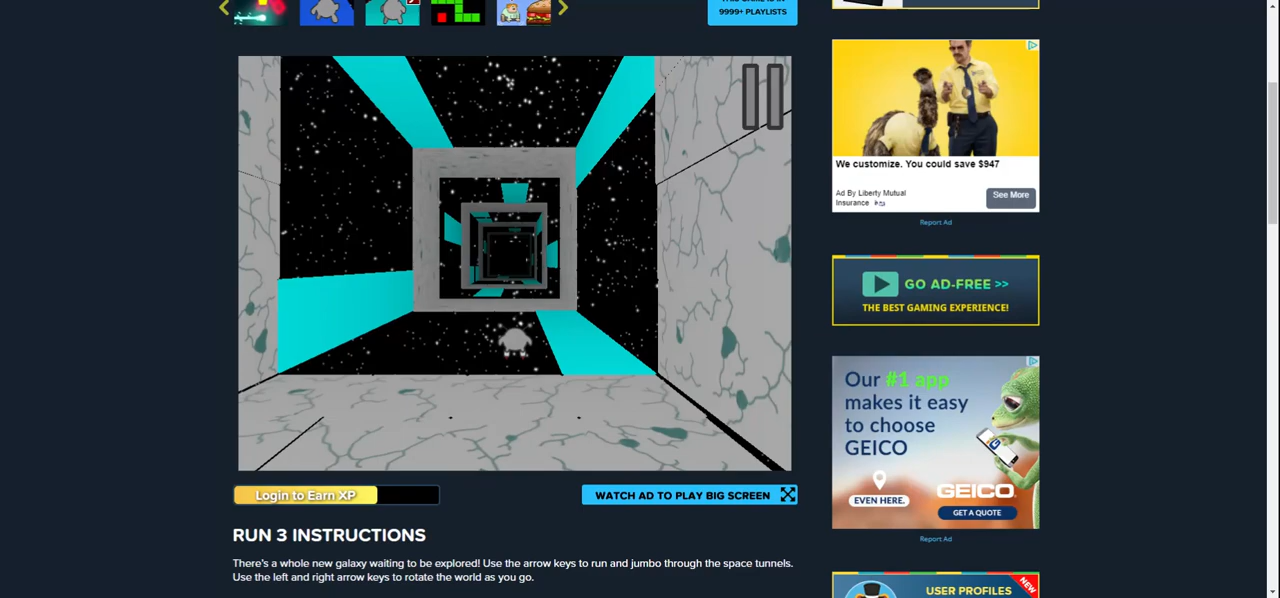 THIS GAME IS IN
9999+ PLAYLISTS
We customize. You could save $947
Ad By Liberty Mutual
Insurance
See More
Report Ad
GO AD-FREE >>
THE BEST GAMING EXPERIENCE!
Our #1 app
makes it easy
to choose
GEICO
EVEN HERE.
GEICO
GET A QUOTE
Report Ad
Login to Earn XP
WATCH AD TO PLAY BIG SCREEN
RUN 3 INSTRUCTIONS
There's a whole new galaxy waiting to be explored! Use the arrow keys to run and jumbo through the space tunnels.
Use the left and right arrow keys to rotate the world as you go.
USER PROFILES
NEW